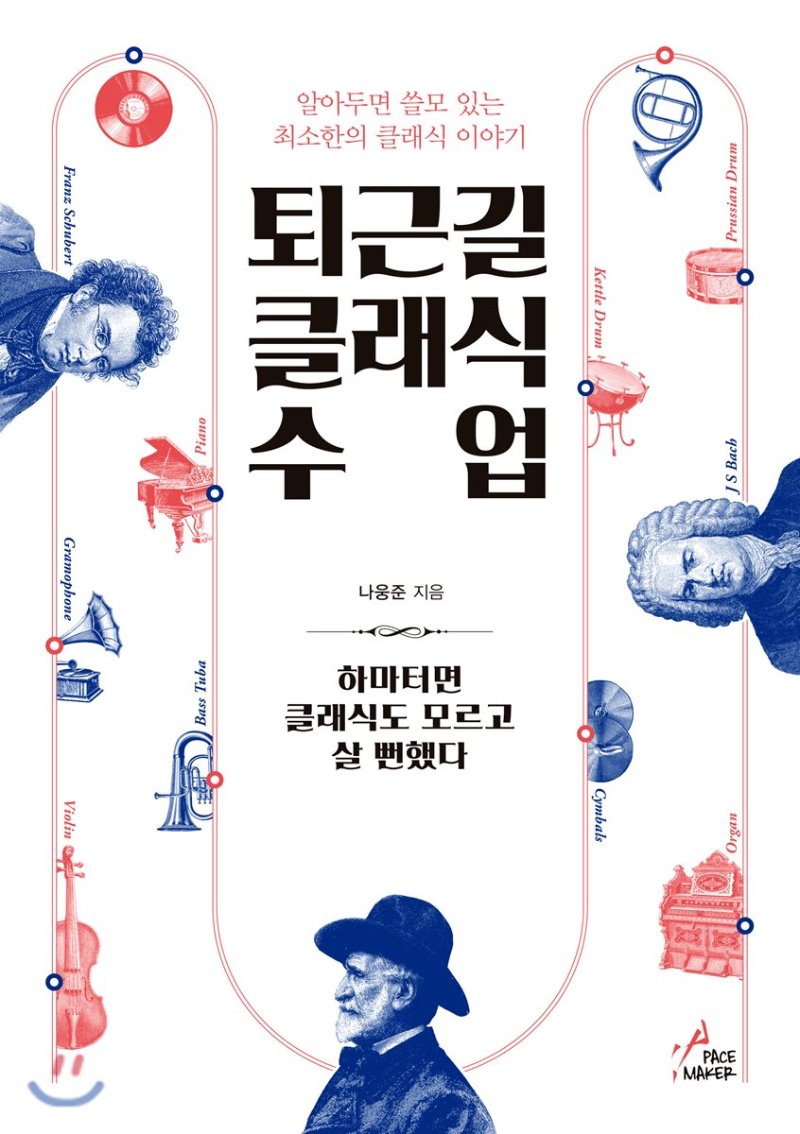 알아두면 쓸모 있는
최소한의 클래식 이야기
퇴근길
클래식
수업
나웅준 지음
하마터면
클래식도 모르고
살 뻔했다
Franz Schubert
Piano
Gramophone
Bass Tuba
Violin
Prussian Drum
Kettle Drum
J S Bach
Cymbals
Organ
PACE
MAKER